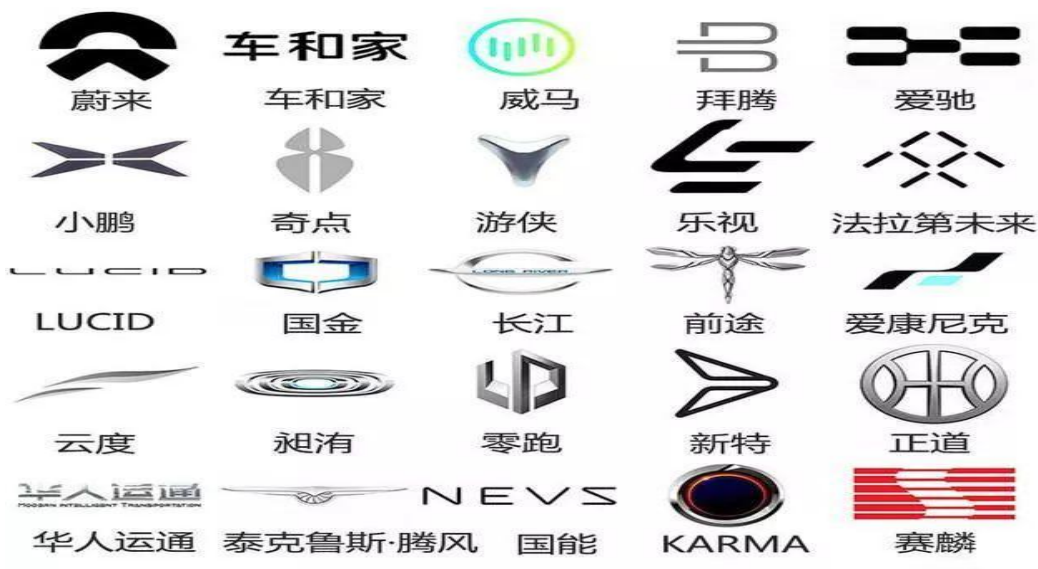 车和家
蔚来 车和家 威马 拜腾 爱驰
小鹏 奇点 游侠 乐视 法拉第未来
LUCID LONG RIVER
LUCID 国金 长江 前途 爱康尼克
云度 昶洧 零跑 新特 正道
华人运通 NEVS
MODERN INTELLIGENT TRANSPORTATION
华人运通 泰克鲁斯·腾风 国能 KARMA 赛麟